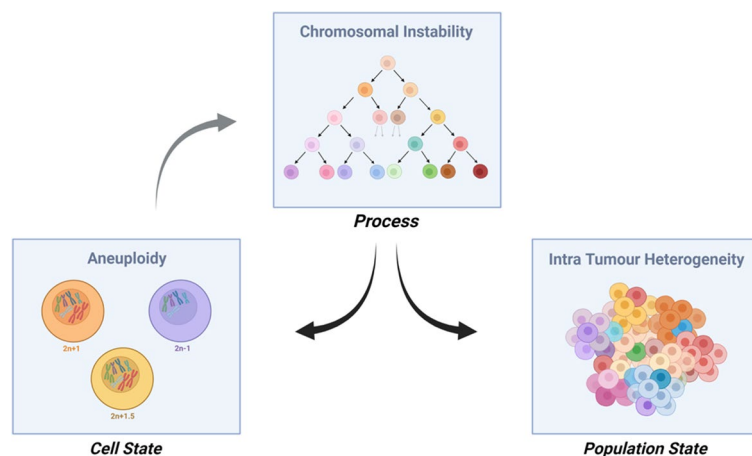 Chromosomal Instability
Process
Aneuploidy
2n+1
2n-1
2n+1.5
Cell State
Intra Tumour Heterogeneity
Population State